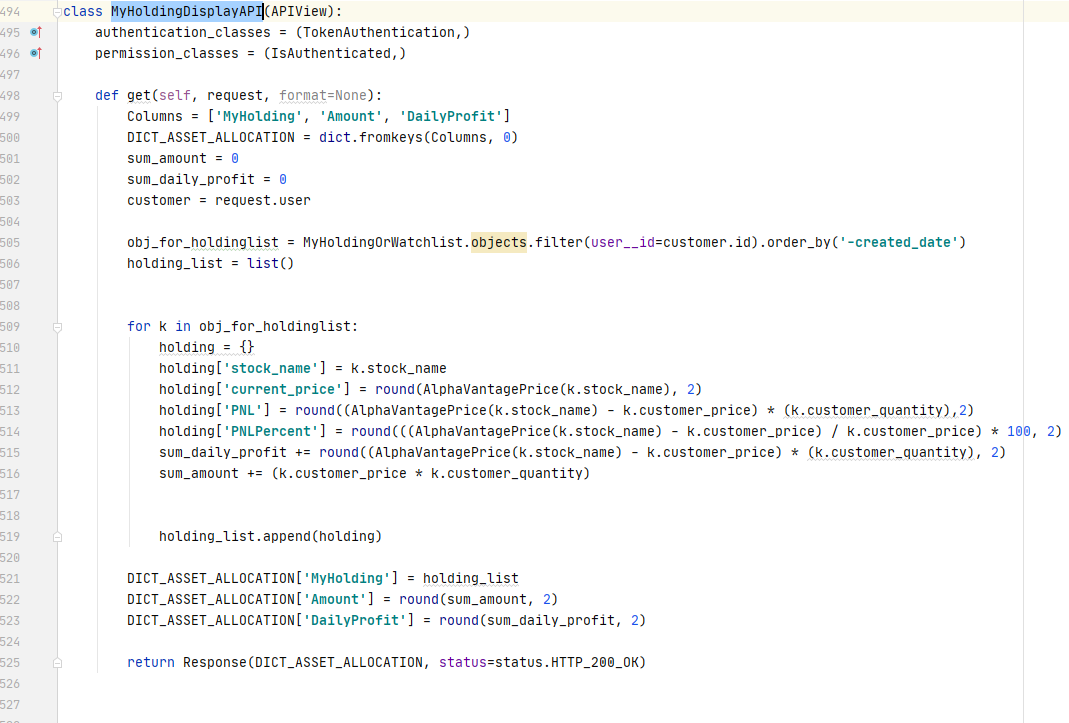 494 class MyHoldingDisplayAPI(APIView):
495     authentication_classes = (TokenAuthentication,)
496     permission_classes = (IsAuthenticated,)
497
498     def get(self, request, format=None):
499         Columns = ['MyHolding', 'Amount', 'DailyProfit']
500         DICT_ASSET_ALLOCATION = dict.fromkeys(Columns, 0)
501         sum_amount = 0
502         sum_daily_profit = 0
503         customer = request.user
504
505         obj_for_holdinglist = MyHoldingOrWatchlist.objects.filter(user__id=customer.id).order_by('-created_date')
506         holding_list = list()
507
508
509         for k in obj_for_holdinglist:
510             holding = {}
511             holding['stock_name'] = k.stock_name
512             holding['current_price'] = round(AlphaVantagePrice(k.stock_name), 2)
513             holding['PNL'] = round((AlphaVantagePrice(k.stock_name) - k.customer_price) * (k.customer_quantity),2)
514             holding['PNLPercent'] = round(((AlphaVantagePrice(k.stock_name) - k.customer_price) / k.customer_price) * 100, 2)
515             sum_daily_profit += round((AlphaVantagePrice(k.stock_name) - k.customer_price) * (k.customer_quantity), 2)
516             sum_amount += (k.customer_price * k.customer_quantity)
517
518
519             holding_list.append(holding)
520
521         DICT_ASSET_ALLOCATION['MyHolding'] = holding_list
522         DICT_ASSET_ALLOCATION['Amount'] = round(sum_amount, 2)
523         DICT_ASSET_ALLOCATION['DailyProfit'] = round(sum_daily_profit, 2)
524
525         return Response(DICT_ASSET_ALLOCATION, status=status.HTTP_200_OK)
526
527